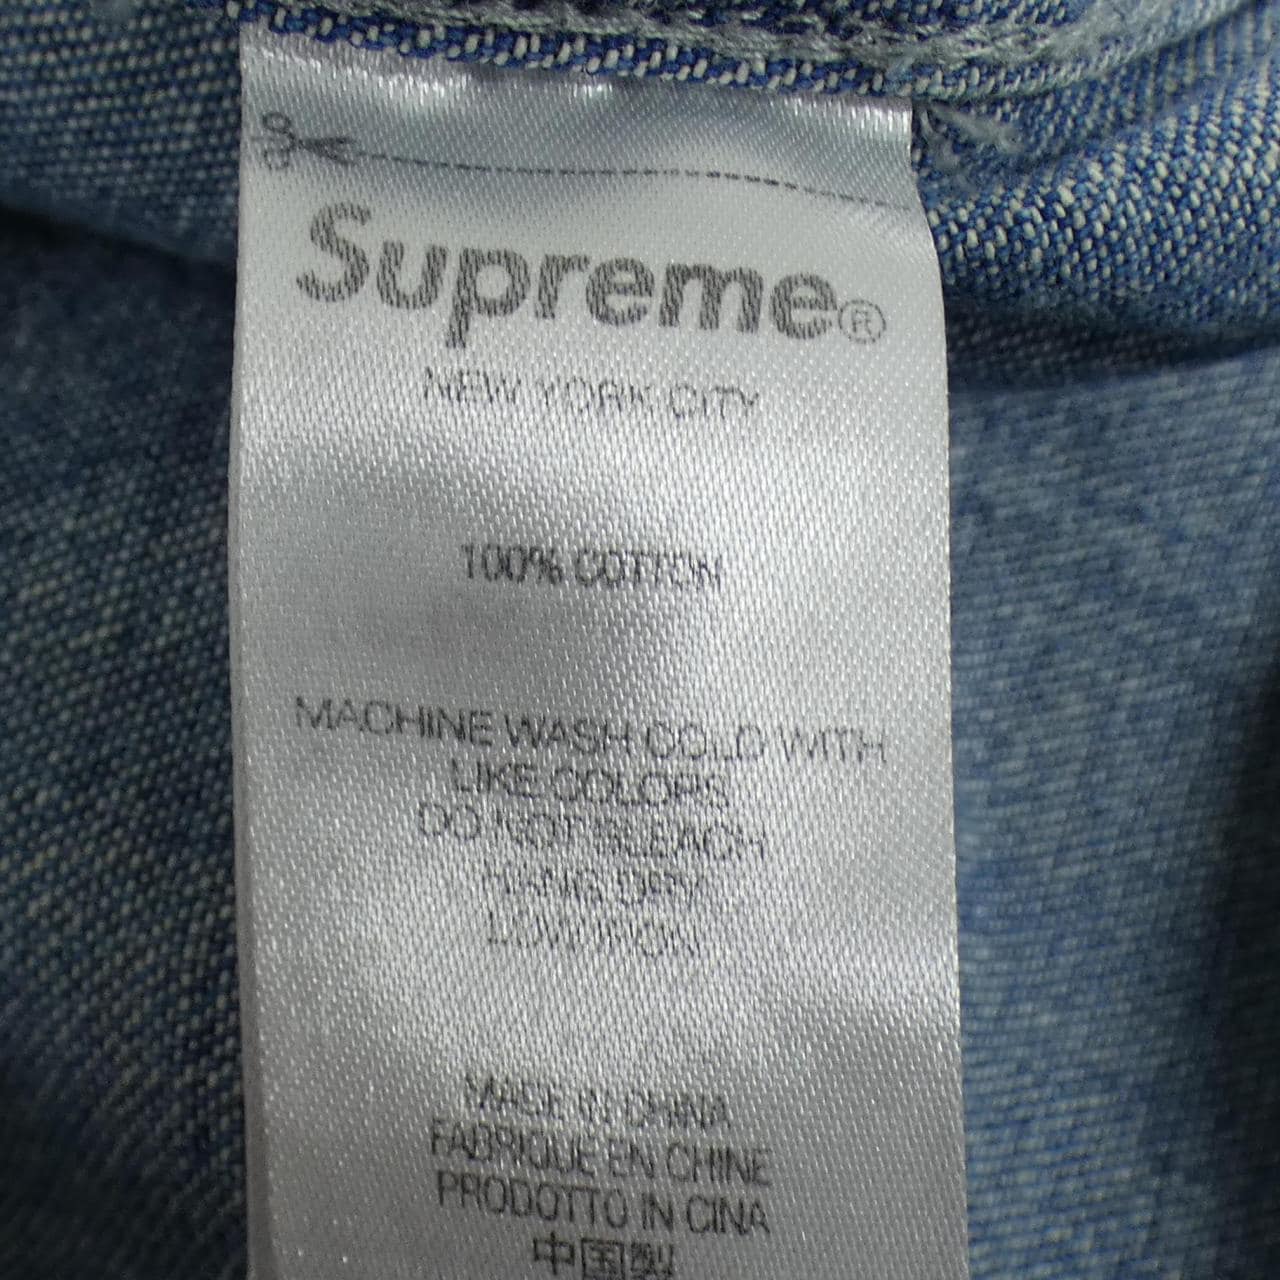 Supreme®
NEW YORK CITY
100% COTTON
MACHINE WASH COLD WITH
LIKE COLORS
DO NOT BLEACH
HANG DRY
LOW IRON
MADE IN CHINA
FABRIQUE EN CHINE
PRODOTTO IN CINA
中国製